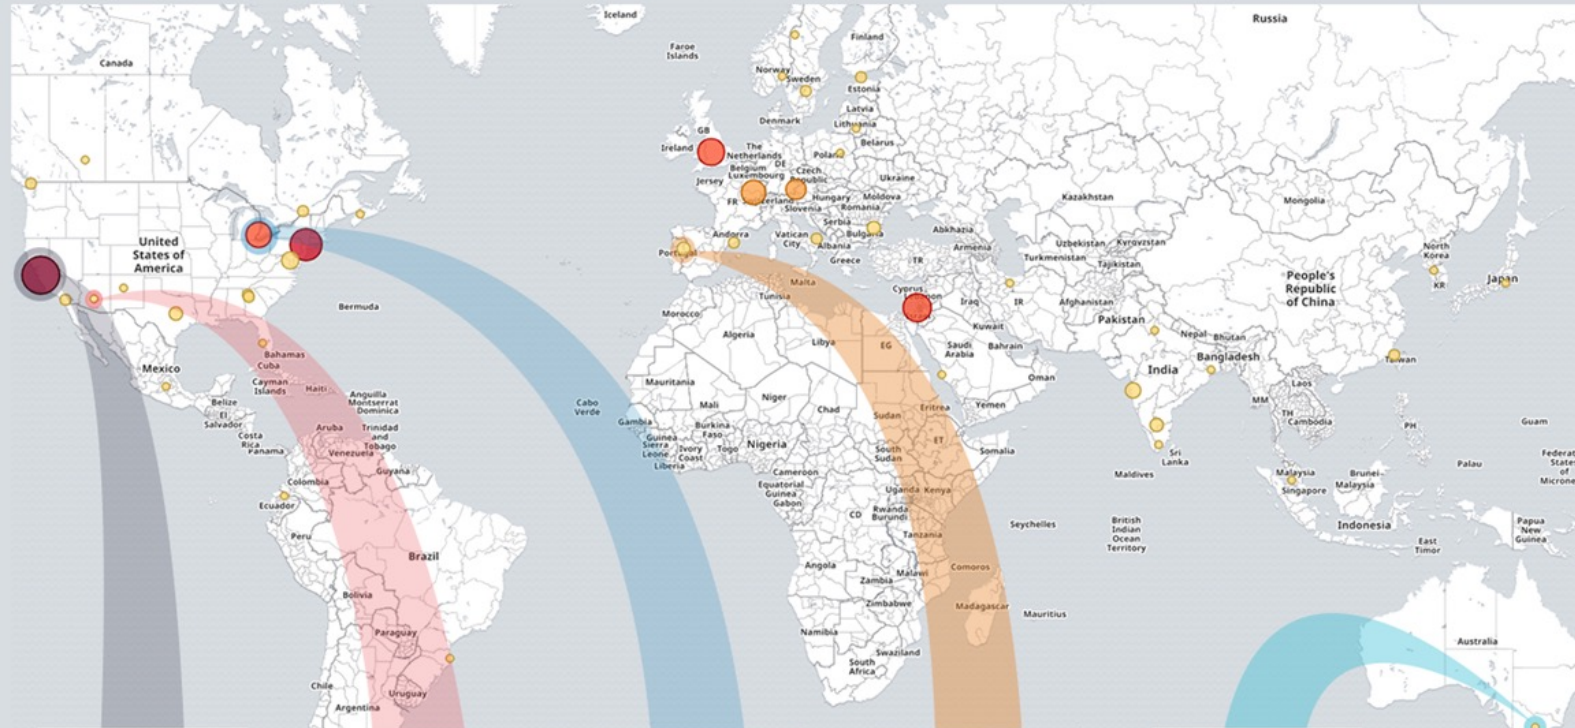 Iceland
Russia
Faroe
Islands
Finland
Canada
Norway
Sweden
Estonia
Latvia
Lithuania
Denmark
GB
Ireland
The
Netherlands
Belgium
DE
Luxembourg
Poland
Belarus
Czech
Republic
Jersey
FR
Ukraine
Hungary
Moldova
Slovenia
Romania
Serbia
Andorra
Vatican
City
Bulgaria
Albania
Greece
Portugal
Abkhazia
Armenia
TR
Kazakhstan
Mongolia
Uzbekistan
Kyrgyzstan
Turkmenistan
Tajikistan
North
Korea
KR
Japan
People's
Republic
of China
United
States of
America
Bermuda
Malta
Tunisia
Morocco
Algeria
Libya
EG
Cyprus
Iraq
IR
Kuwait
Saudi
Arabia
Bahrain
Afghanistan
Pakistan
Nepal
Bhutan
Bangladesh
India
Taiwan
Oman
Yemen
MM
Laos
TH
Cambodia
PH
Guam
Mexico
Bahamas
Cuba
Cayman
Islands
Haiti
Anguilla
Montserrat
Dominica
Belize
El
Salvador
Costa
Rica
Panama
Aruba
Trinidad
and
Tobago
Venezuela
Guyana
Colombia
Ecuador
Cabo
Verde
Mauritania
Mali
Niger
Chad
Sudan
Eritrea
Gambia
Guinea
Sierra
Leone
Liberia
Ivory
Coast
Burkina
Faso
Togo
Nigeria
ET
South
Sudan
Somalia
Cameroon
Equatorial
Guinea
Gabon
Uganda
Kenya
CD
Rwanda
Burundi
Tanzania
Seychelles
Maldives
Sri
Lanka
British
Indian
Ocean
Territory
Malaysia
Singapore
Brunei
Malaysia
Indonesia
Palau
East
Timor
Papua
New
Guinea
Peru
Brazil
Bolivia
Paraguay
Chile
Uruguay
Argentina
Angola
Zambia
Malawi
Comoros
Zimbabwe
Madagascar
Mauritius
Namibia
Swaziland
South
Africa
Australia